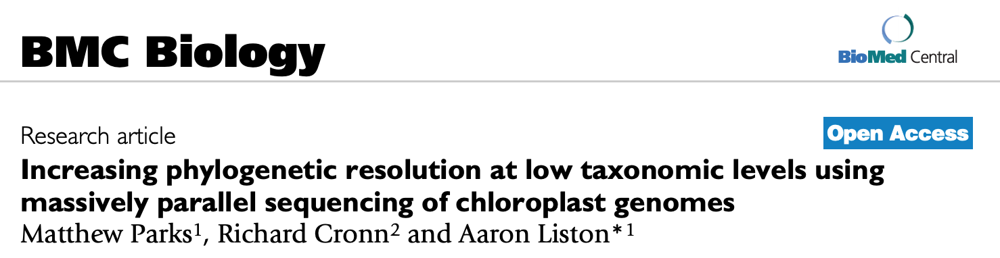 BMC Biology
BioMed Central
Research article
Open Access
Increasing phylogenetic resolution at low taxonomic levels using
massively parallel sequencing of chloroplast genomes
Matthew Parks1, Richard Cronn2 and Aaron Liston*1